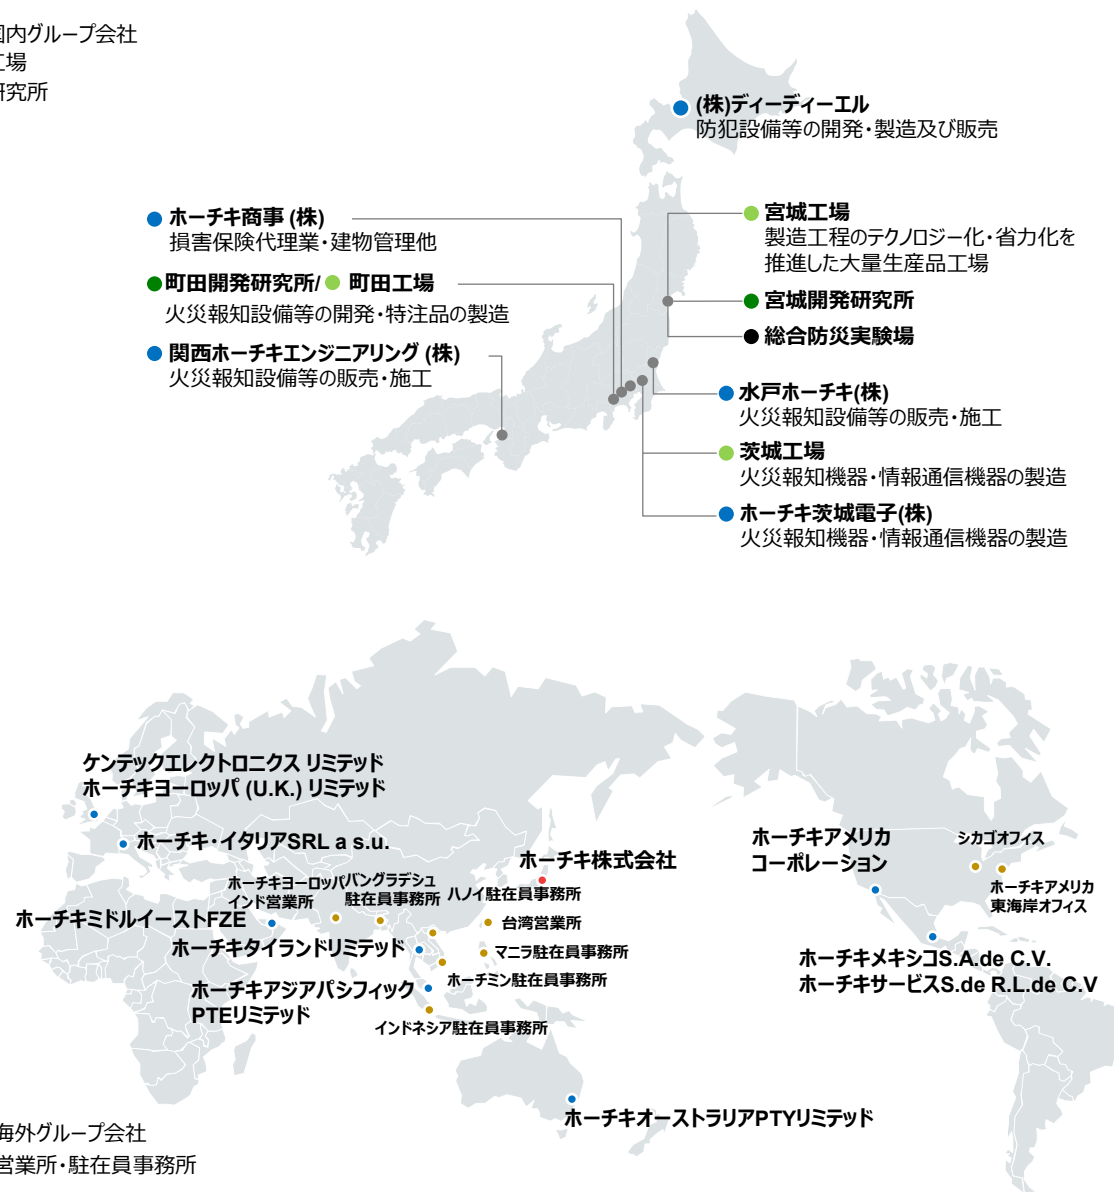 国内グループ会社
工場
研究所
(株)ディーディーエル
防犯設備等の開発・製造及び販売
ホーチキ商事 (株)
損害保険代理業・建物管理他
町田開発研究所/ 町田工場
火災報知設備等の開発・特注品の製造
関西ホーチキエンジニアリング (株)
火災報知設備等の販売・施工
宮城工場
製造工程のテクノロジー化・省力化を
推進した大量生産品工場
宮城開発研究所
総合防災実験場
水戸ホーチキ(株)
火災報知設備等の販売・施工
茨城工場
火災報知機器・情報通信機器の製造
ホーチキ茨城電子(株)
火災報知機器・情報通信機器の製造
ケンテックエレクトロニクス リミテッド
ホーチキヨーロッパ (U.K.) リミテッド
ホーチキ・イタリアSRL a s.u.
ホーチキヨーロッパ
インド営業所
バングラデシュ
駐在員事務所
ホーチキ株式会社
ハノイ駐在員事務所
ホーチキミドルイーストFZE
台湾営業所
ホーチキタイランドリミテッド
マニラ駐在員事務所
ホーチミン駐在員事務所
ホーチキアジアパシフィック
PTEリミテッド
インドネシア駐在員事務所
ホーチキオーストラリアPTYリミテッド
ホーチキアメリカ
コーポレーション
シカゴオフィス
ホーチキアメリカ
東海岸オフィス
ホーチキメキシコS.A.de C.V.
ホーチキサービスS.de R.L.de C.V
海外グループ会社
営業所・駐在員事務所